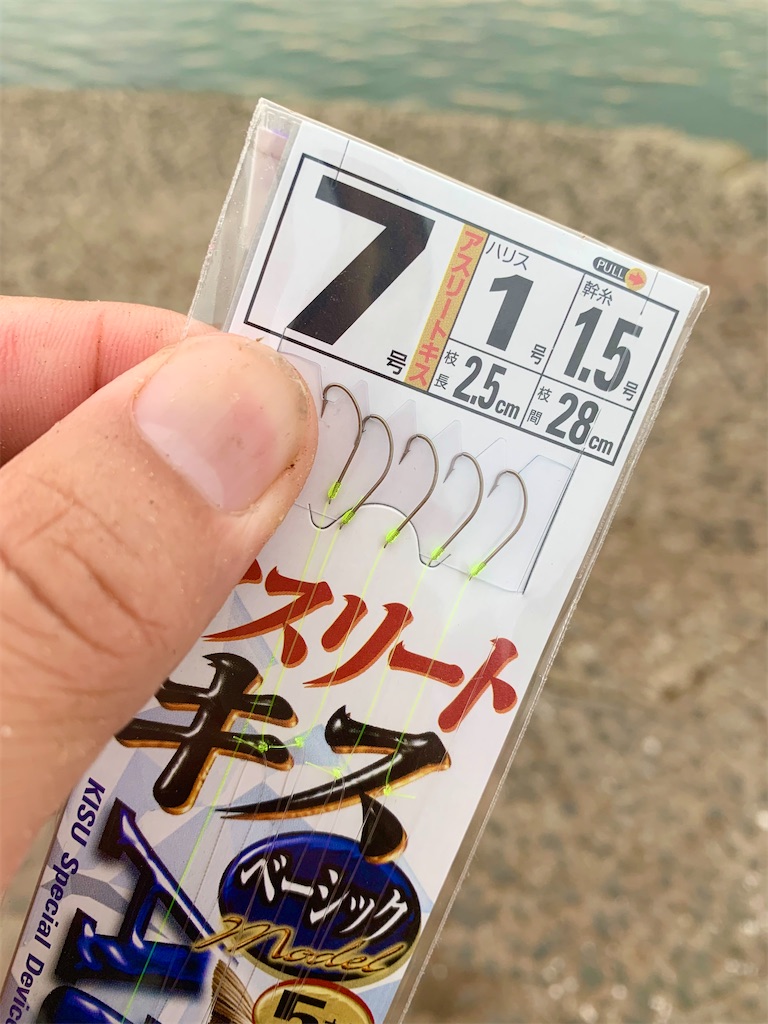 7号
アスリートキス
ハリス
1号
PULL
幹糸
1.5号
枝長 2.5cm
枝間 28cm
スリート
キス
ベーシック
Model
KISU Special Device
5